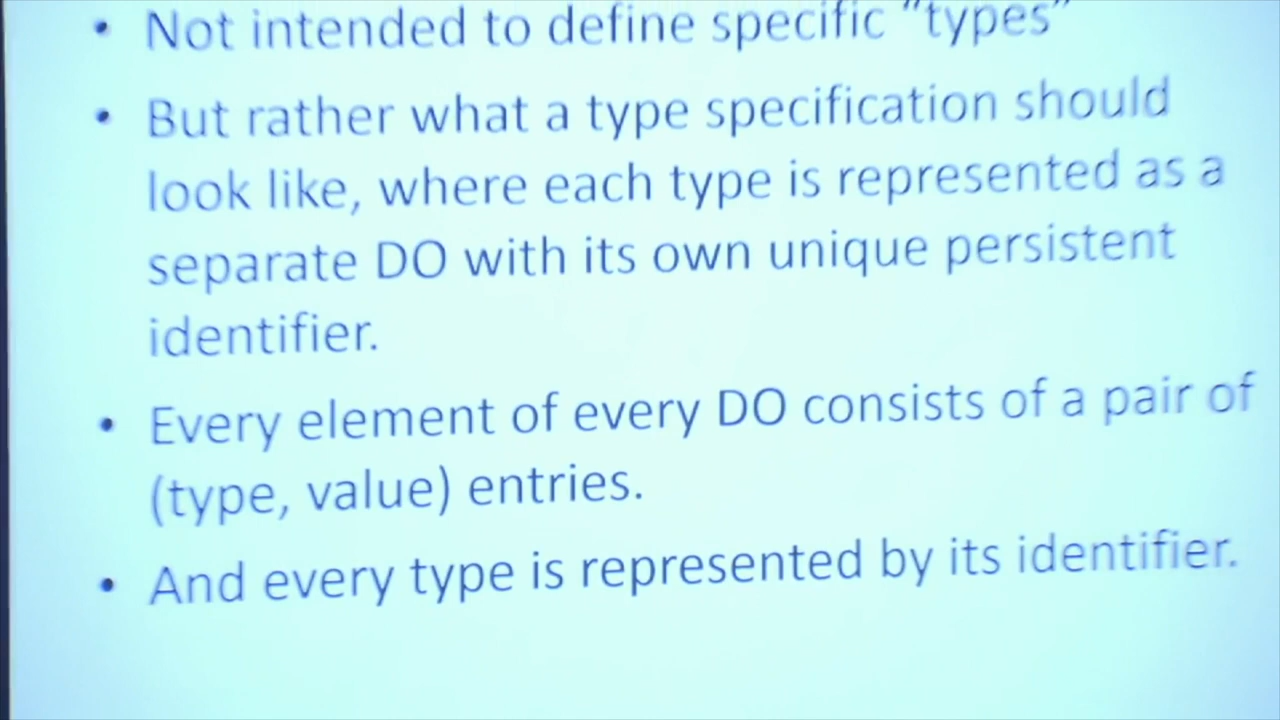 • Not intended to define specific “types”
• But rather what a type specification should
look like, where each type is represented as a
separate DO with its own unique persistent
identifier.
• Every element of every DO consists of a pair of
(type, value) entries.
• And every type is represented by its identifier.